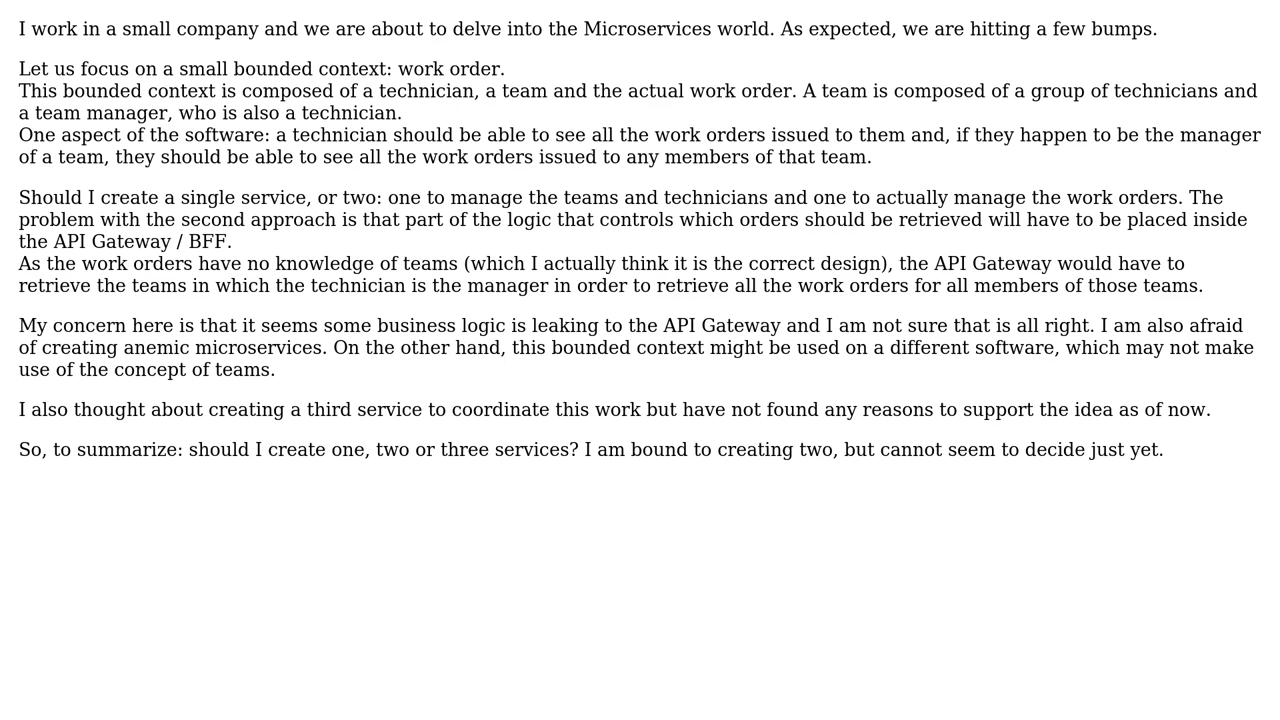 I work in a small company and we are about to delve into the Microservices world. As expected, we are hitting a few bumps.
Let us focus on a small bounded context: work order.
This bounded context is composed of a technician, a team and the actual work order. A team is composed of a group of technicians and
a team manager, who is also a technician.
One aspect of the software: a technician should be able to see all the work orders issued to them and, if they happen to be the manager
of a team, they should be able to see all the work orders issued to any members of that team.
Should I create a single service, or two: one to manage the teams and technicians and one to actually manage the work orders. The
problem with the second approach is that part of the logic that controls which orders should be retrieved will have to be placed inside
the API Gateway / BFF.
As the work orders have no knowledge of teams (which I actually think it is the correct design), the API Gateway would have to
retrieve the teams in which the technician is the manager in order to retrieve all the work orders for all members of those teams.
My concern here is that it seems some business logic is leaking to the API Gateway and I am not sure that is all right. I am also afraid
of creating anemic microservices. On the other hand, this bounded context might be used on a different software, which may not make
use of the concept of teams.
I also thought about creating a third service to coordinate this work but have not found any reasons to support the idea as of now.
So, to summarize: should I create one, two or three services? I am bound to creating two, but cannot seem to decide just yet.